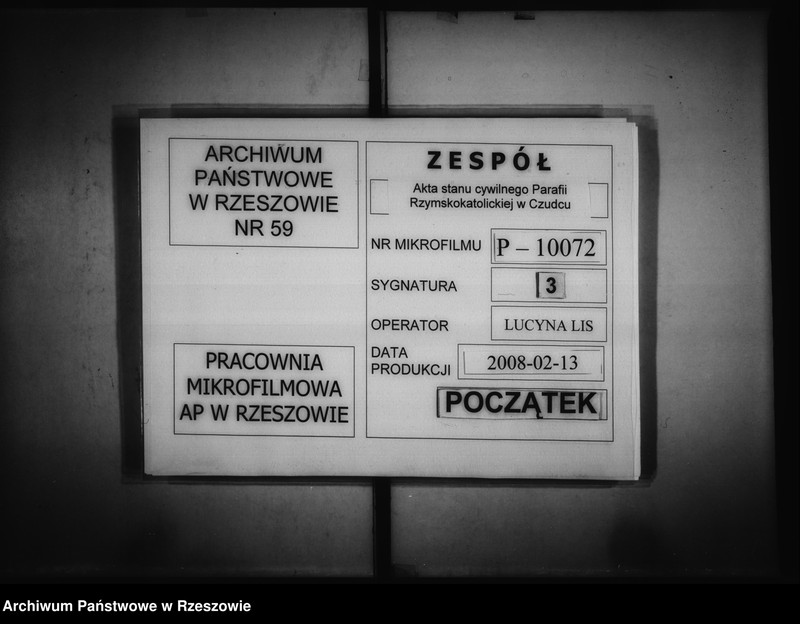 ARCHIWUM
PAŃSTWOWE
W RZESZOWIE
NR 59
PRACOWNIA
MIKROFILMOWA
AP W RZESZOWIE
ZESPÓŁ
Akta stanu cywilnego Parafii
Rzymskokatolickiej w Czudcu
NR MIKROFILMU P – 10072
SYGNATURA 3
OPERATOR LUCYNA LIS
DATA
PRODUKCJI 2008-02-13
POCZĄTEK
Archiwum Państwowe w Rzeszowie